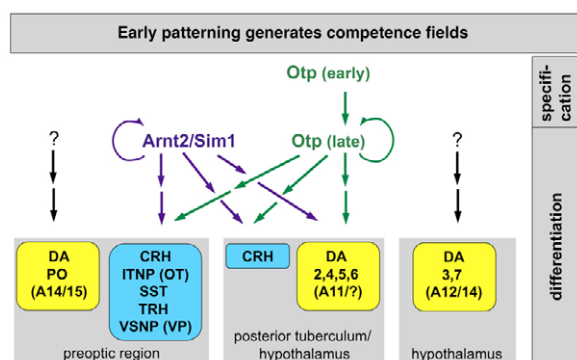 Early patterning generates competence fields
specifi-
cation
differentiation
Otp (early)
?
Arnt2/Sim1
Otp (late)
?
DA
PO
(A14/15)
CRH
ITNP (OT)
SST
TRH
VSNP (VP)
preoptic region
CRH
DA
2,4,5,6
(A11/?)
posterior tuberculum/
hypothalamus
DA
3,7
(A12/14)
hypothalamus